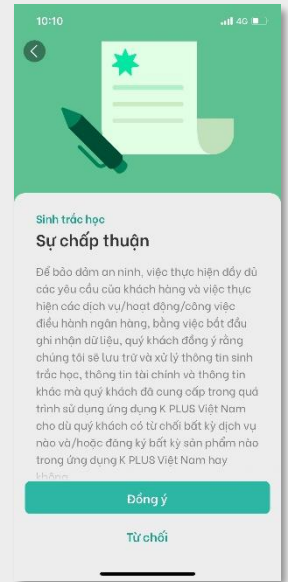 10:10
4G
Sinh trắc học
Sự chấp thuận
Để bảo đảm an ninh, việc thực hiện đầy đủ
các yêu cầu của khách hàng và việc thực
hiện các dịch vụ/hoạt động/công việc
điều hành ngân hàng, bằng việc bắt đầu
ghi nhận dữ liệu, quý khách đồng ý rằng
chúng tôi sẽ lưu trữ và xử lý thông tin sinh
trắc học, thông tin tài chính và thông tin
khác mà quý khách đã cung cấp trong quá
trình sử dụng ứng dụng K PLUS Việt Nam
cho dù quý khách có từ chối bất kỳ dịch vụ
nào và/hoặc đăng ký bất kỳ sản phẩm nào
trong ứng dụng K PLUS Việt Nam hay
không
Đồng ý
Từ chối